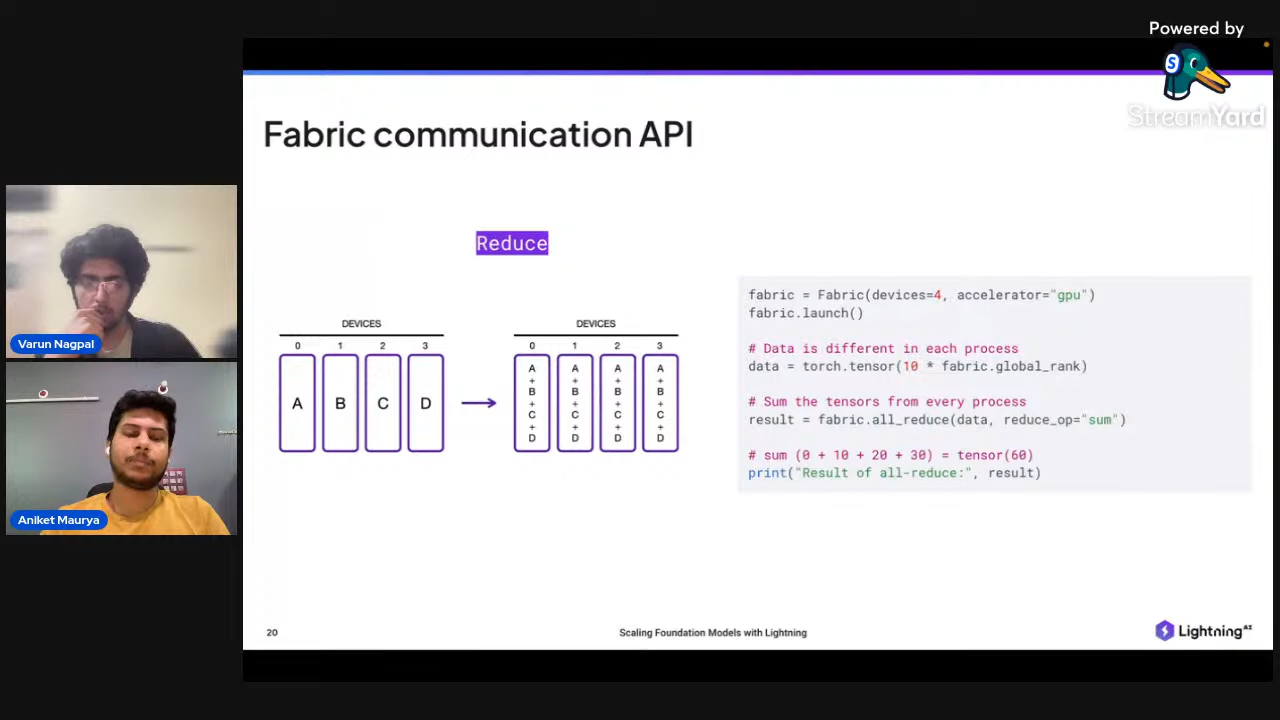 Powered by
StreamYard
Fabric communication API
Reduce
DEVICES
0 1 2 3
A B C D
DEVICES
0 1 2 3
A + B + C + D
A + B + C + D
A + B + C + D
A + B + C + D
fabric = Fabric(devices=4, accelerator="gpu")
fabric.launch()
# Data is different in each process
data = torch.tensor(10 * fabric.global_rank)
# Sum the tensors from every process
result = fabric.all_reduce(data, reduce_op="sum")
# sum (0 + 10 + 20 + 30) = tensor(60)
print("Result of all-reduce:", result)
Varun Nagpal
Aniket Maurya
20
Scaling Foundation Models with Lightning
Lightning AI